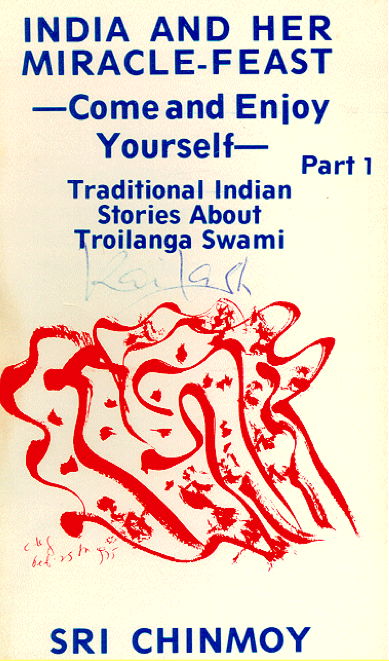 INDIA AND HER
MIRACLE-FEAST
—Come and Enjoy
Yourself—
Part 1
Traditional Indian
Stories About
Troilanga Swami
Kailash
SRI CHINMOY